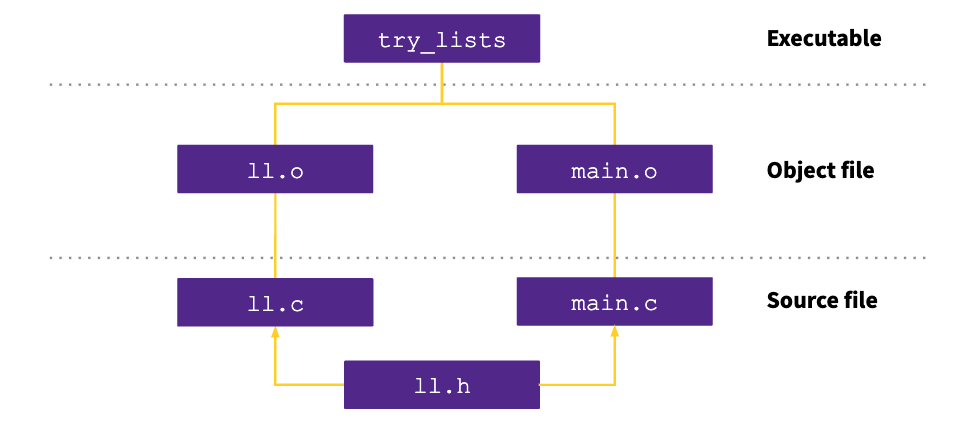 try_lists
Executable
ll.o
main.o
Object file
ll.c
main.c
Source file
ll.h